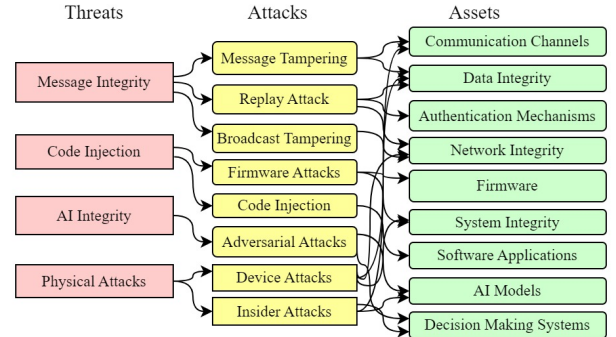 Threats
Attacks
Assets
Message Integrity
Code Injection
AI Integrity
Physical Attacks
Message Tampering
Replay Attack
Broadcast Tampering
Firmware Attacks
Code Injection
Adversarial Attacks
Device Attacks
Insider Attacks
Communication Channels
Data Integrity
Authentication Mechanisms
Network Integrity
Firmware
System Integrity
Software Applications
AI Models
Decision Making Systems